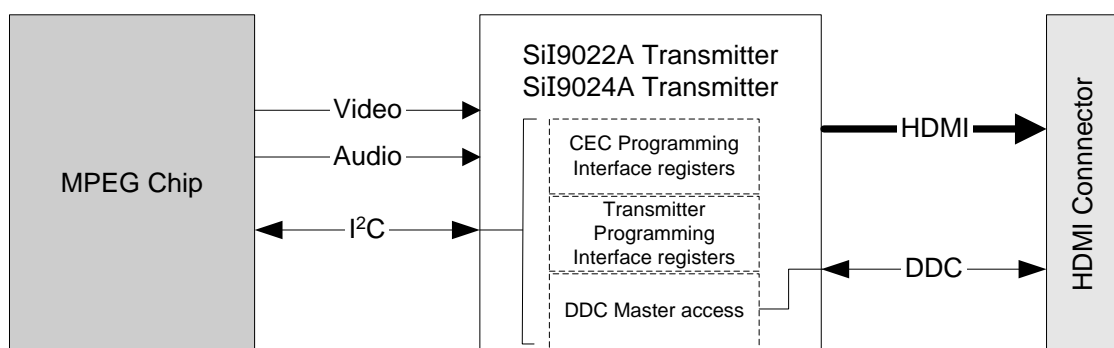 MPEG Chip
Video
Audio
I²C
SiI9022A Transmitter
SiI9024A Transmitter
CEC Programming
Interface registers
Transmitter
Programming
Interface registers
DDC Master access
HDMI
DDC
HDMI Connnector